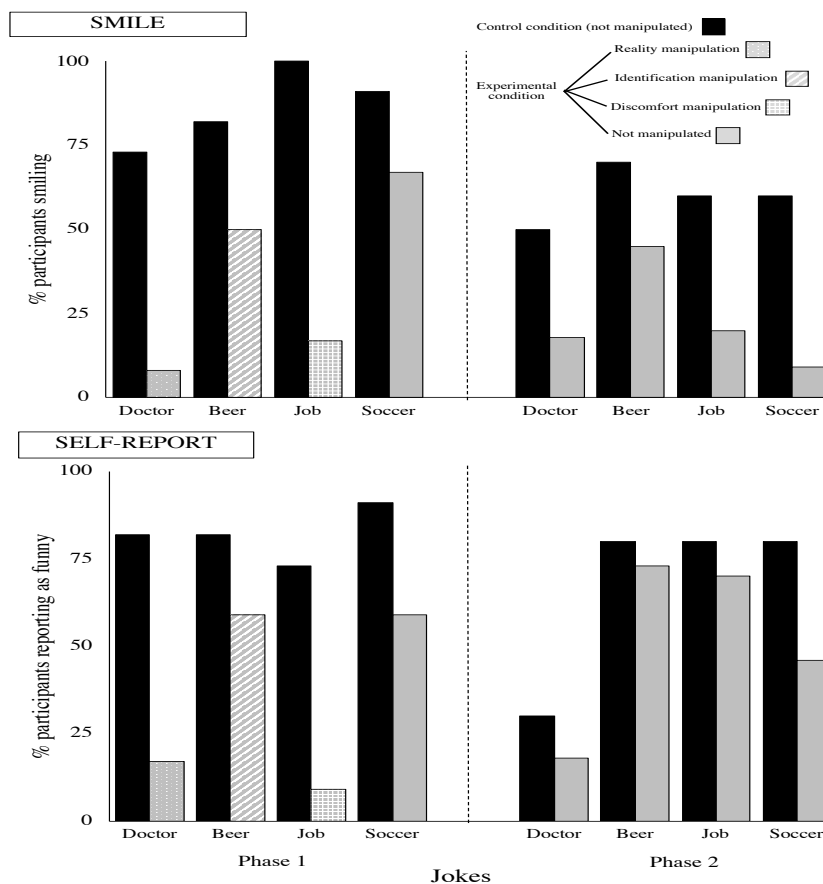 SMILE
Control condition (not manipulated)
Reality manipulation
Experimental condition
Identification manipulation
Discomfort manipulation
Not manipulated
% participants smiling
100
75
50
25
0
Doctor Beer Job Soccer Doctor Beer Job Soccer
SELF-REPORT
% participants reporting as funny
100
75
50
25
0
Doctor Beer Job Soccer Doctor Beer Job Soccer
Phase 1 Phase 2
Jokes